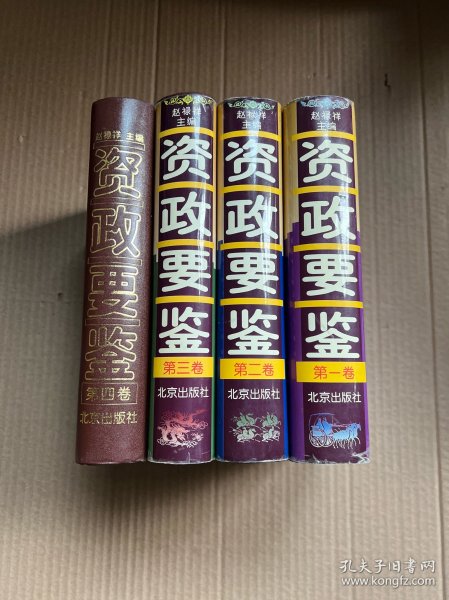 赵禄祥 主编
资政要鉴
第四卷
北京出版社
赵禄祥
主编
资政要鉴
第三卷
北京出版社
赵禄祥
主编
资政要鉴
第二卷
北京出版社
赵禄祥
主编
资政要鉴
第一卷
北京出版社
孔夫子旧书网
www.kongfz.com